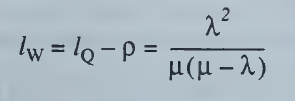 l_W = l_Q – ρ = λ² / μ(μ – λ)